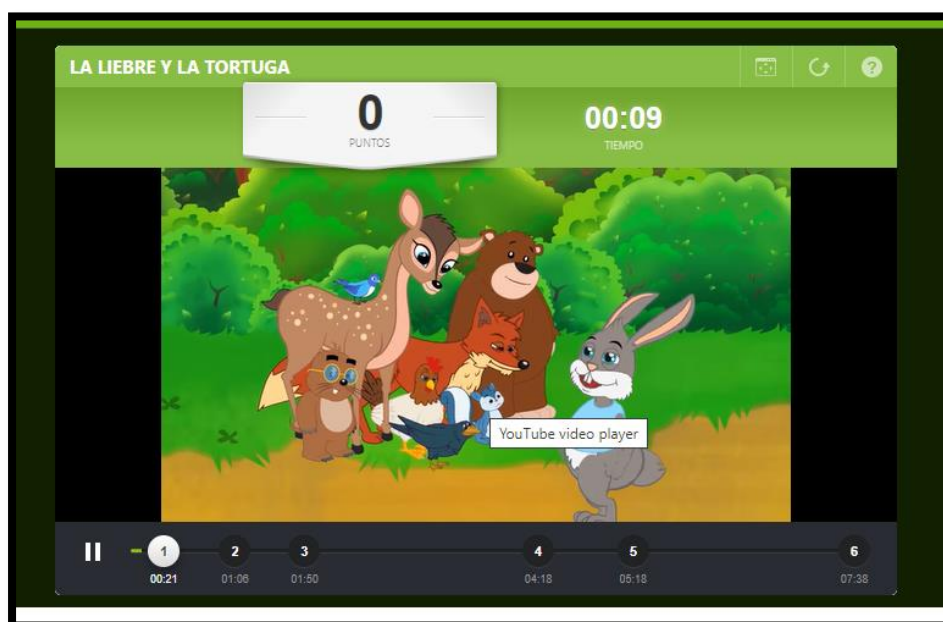 LA LIEBRE Y LA TORTUGA
?
0
PUNTOS
00:09
TIEMPO
YouTube video player
1 2 3 4 5 6
00:21 01:06 01:50 04:18 05:18 07:38